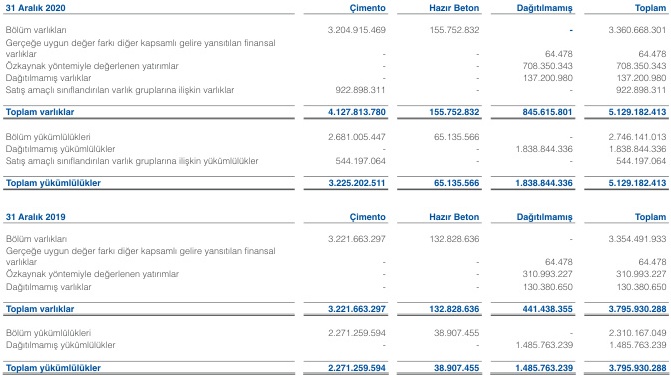 31 Aralık 2020 Çimento Hazır Beton Dağıtılmamış Toplam
Bölüm varlıkları 3.204.915.469 155.752.832 - 3.360.668.301
Gerçeğe uygun değer farkı diğer kapsamlı gelire yansıtılan finansal
varlıklar - - 64.478 64.478
Özkaynak yöntemiyle değerlenen yatırımlar - - 708.350.343 708.350.343
Dağıtılmamış varlıklar - - 137.200.980 137.200.980
Satış amaçlı sınıflandırılan varlık gruplarına ilişkin varlıklar 922.898.311 - - 922.898.311
Toplam varlıklar 4.127.813.780 155.752.832 845.615.801 5.129.182.413
Bölüm yükümlülükleri 2.681.005.447 65.135.566 - 2.746.141.013
Dağıtılmamış yükümlülükler - - 1.838.844.336 1.838.844.336
Satış amaçlı sınıflandırılan varlık gruplarına ilişkin yükümlülükler 544.197.064 - - 544.197.064
Toplam yükümlülükler 3.225.202.511 65.135.566 1.838.844.336 5.129.182.413
31 Aralık 2019 Çimento Hazır Beton Dağıtılmamış Toplam
Bölüm varlıkları 3.221.663.297 132.828.636 - 3.354.491.933
Gerçeğe uygun değer farkı diğer kapsamlı gelire yansıtılan finansal
varlıklar - - 64.478 64.478
Özkaynak yöntemiyle değerlenen yatırımlar - - 310.993.227 310.993.227
Dağıtılmamış varlıklar - - 130.380.650 130.380.650
Toplam varlıklar 3.221.663.297 132.828.636 441.438.355 3.795.930.288
Bölüm yükümlülükleri 2.271.259.594 38.907.455 - 2.310.167.049
Dağıtılmamış yükümlülükler - - 1.485.763.239 1.485.763.239
Toplam yükümlülükler 2.271.259.594 38.907.455 1.485.763.239 3.795.930.288